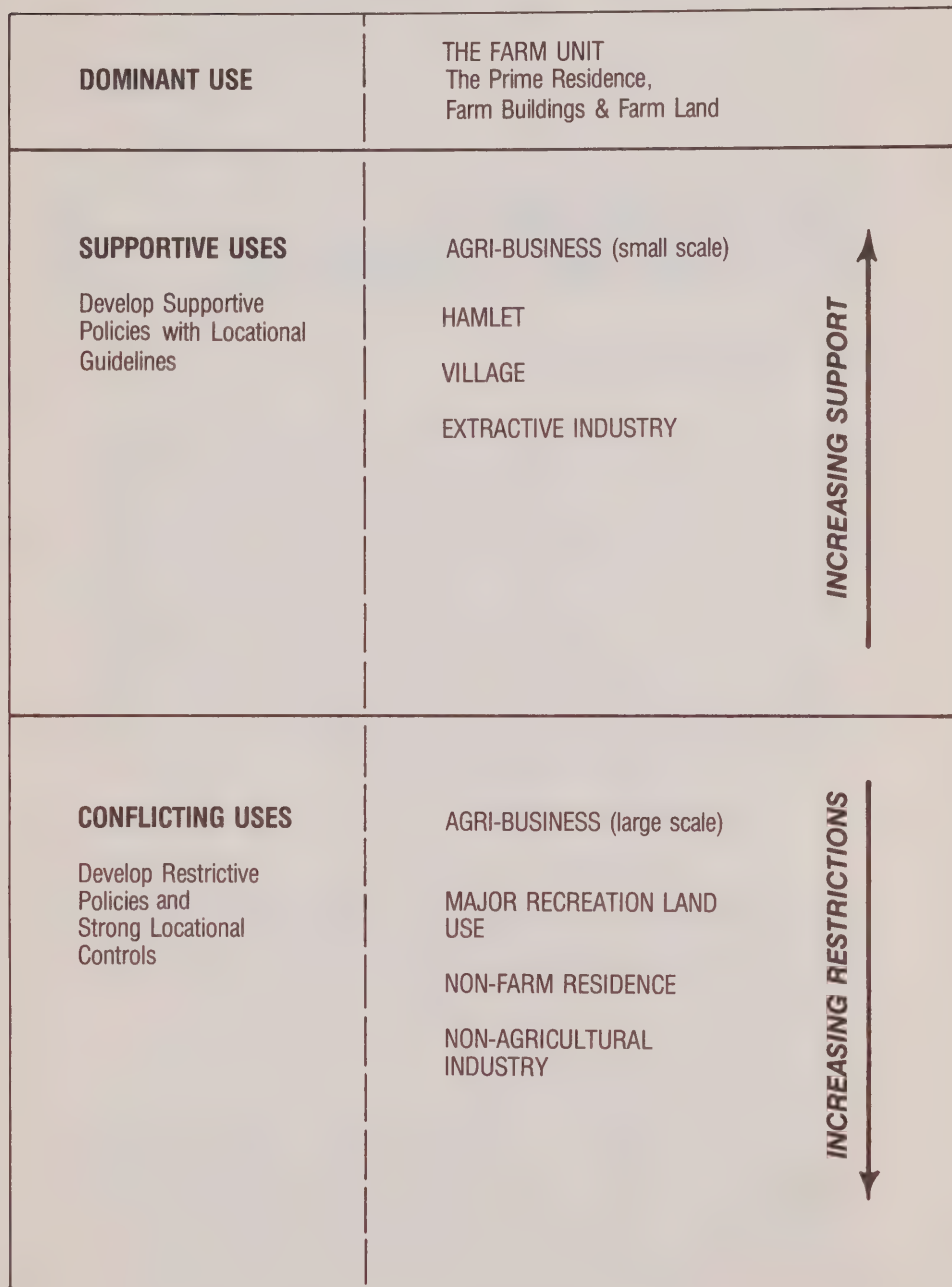 DOMINANT USE
THE FARM UNIT
The Prime Residence,
Farm Buildings & Farm Land
SUPPORTIVE USES
Develop Supportive
Policies with Locational
Guidelines
AGRI-BUSINESS (small scale)
HAMLET
VILLAGE
EXTRACTIVE INDUSTRY
INCREASING SUPPORT
CONFLICTING USES
Develop Restrictive
Policies and
Strong Locational
Controls
AGRI-BUSINESS (large scale)
MAJOR RECREATION LAND
USE
NON-FARM RESIDENCE
NON-AGRICULTURAL
INDUSTRY
INCREASING RESTRICTIONS